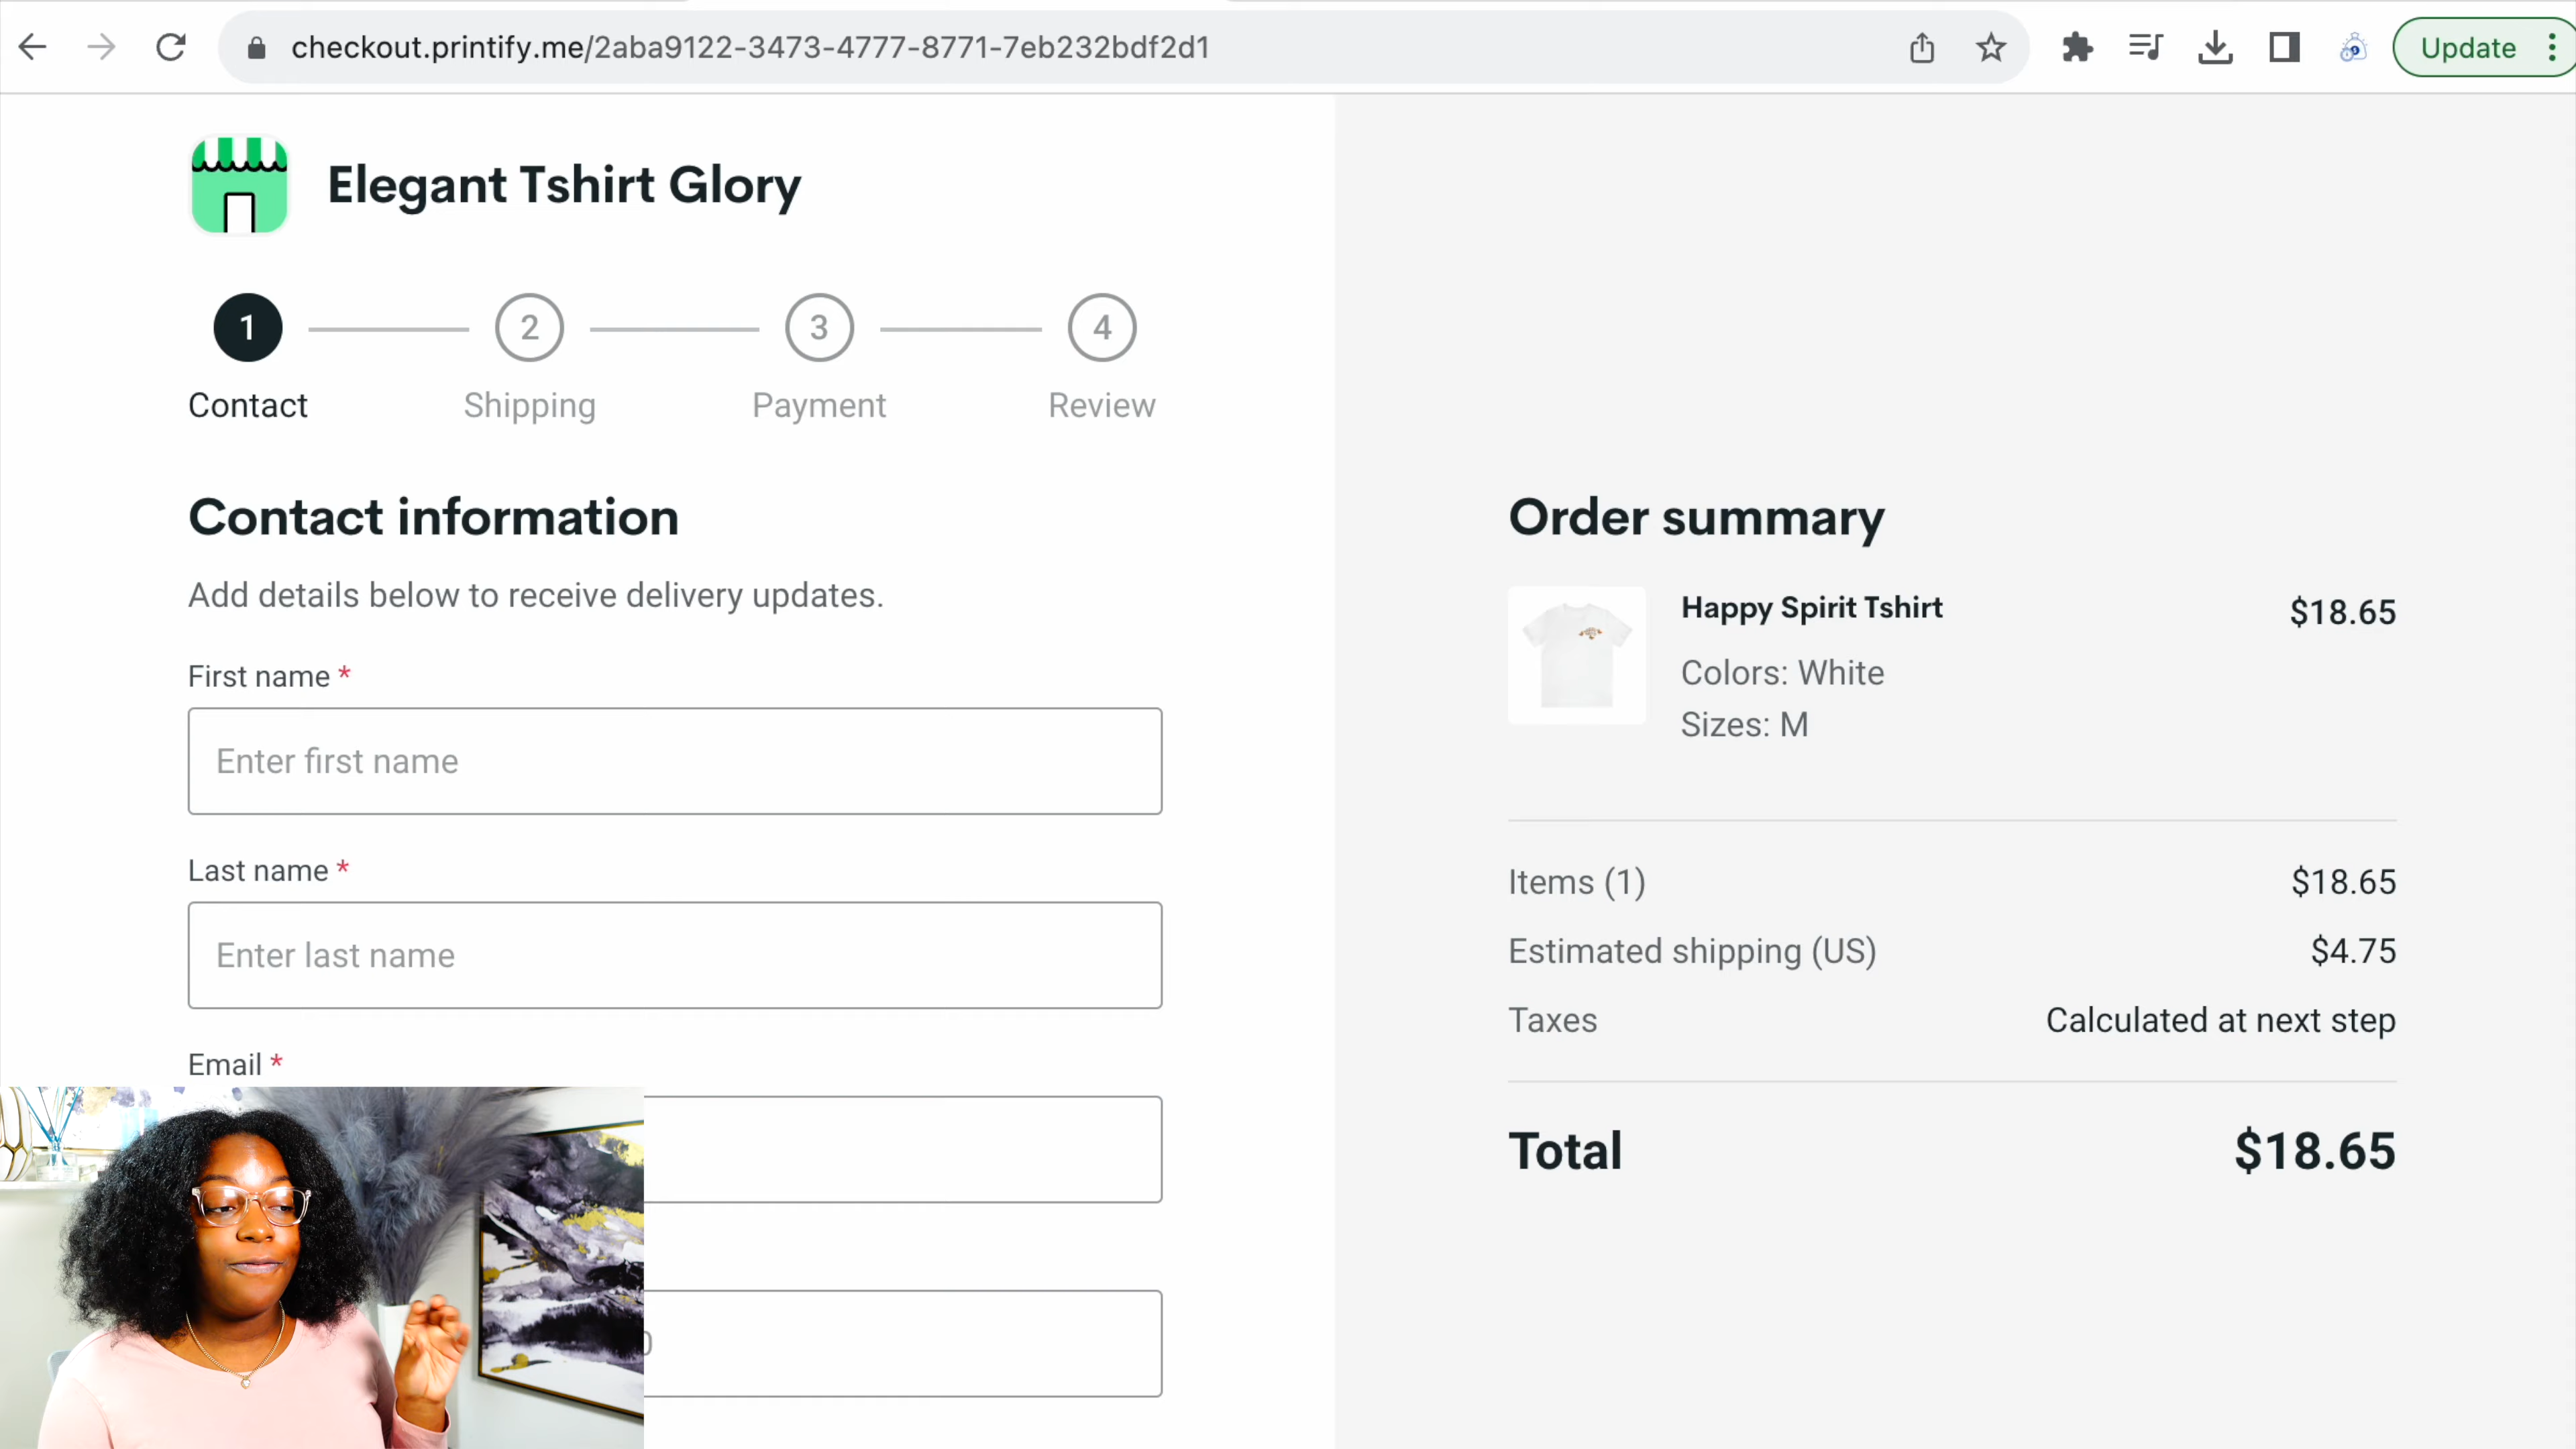 checkout.printify.me/2aba9122-3473-4777-8771-7eb232bdf2d1
Update
Elegant Tshirt Glory
1
2
3
4
Contact
Shipping
Payment
Review
Contact information
Add details below to receive delivery updates.
First name *
Enter first name
Last name *
Enter last name
Email *
Order summary
Happy Spirit Tshirt
$18.65
Colors: White
Sizes: M
Items (1)
$18.65
Estimated shipping (US)
$4.75
Taxes
Calculated at next step
Total
$18.65